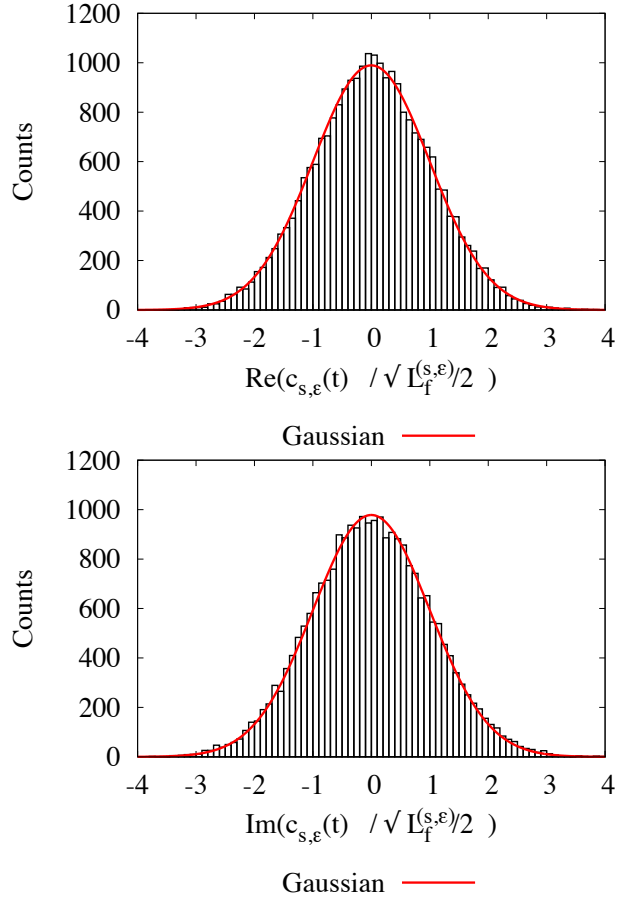 1200
1000
800
600
400
200
0
Counts
-4 -3 -2 -1 0 1 2 3 4
Re(c_{s,ε}(t) / √ L_f^{(s,ε)}/2 )
Gaussian
1200
1000
800
600
400
200
0
Counts
-4 -3 -2 -1 0 1 2 3 4
Im(c_{s,ε}(t) / √ L_f^{(s,ε)}/2 )
Gaussian